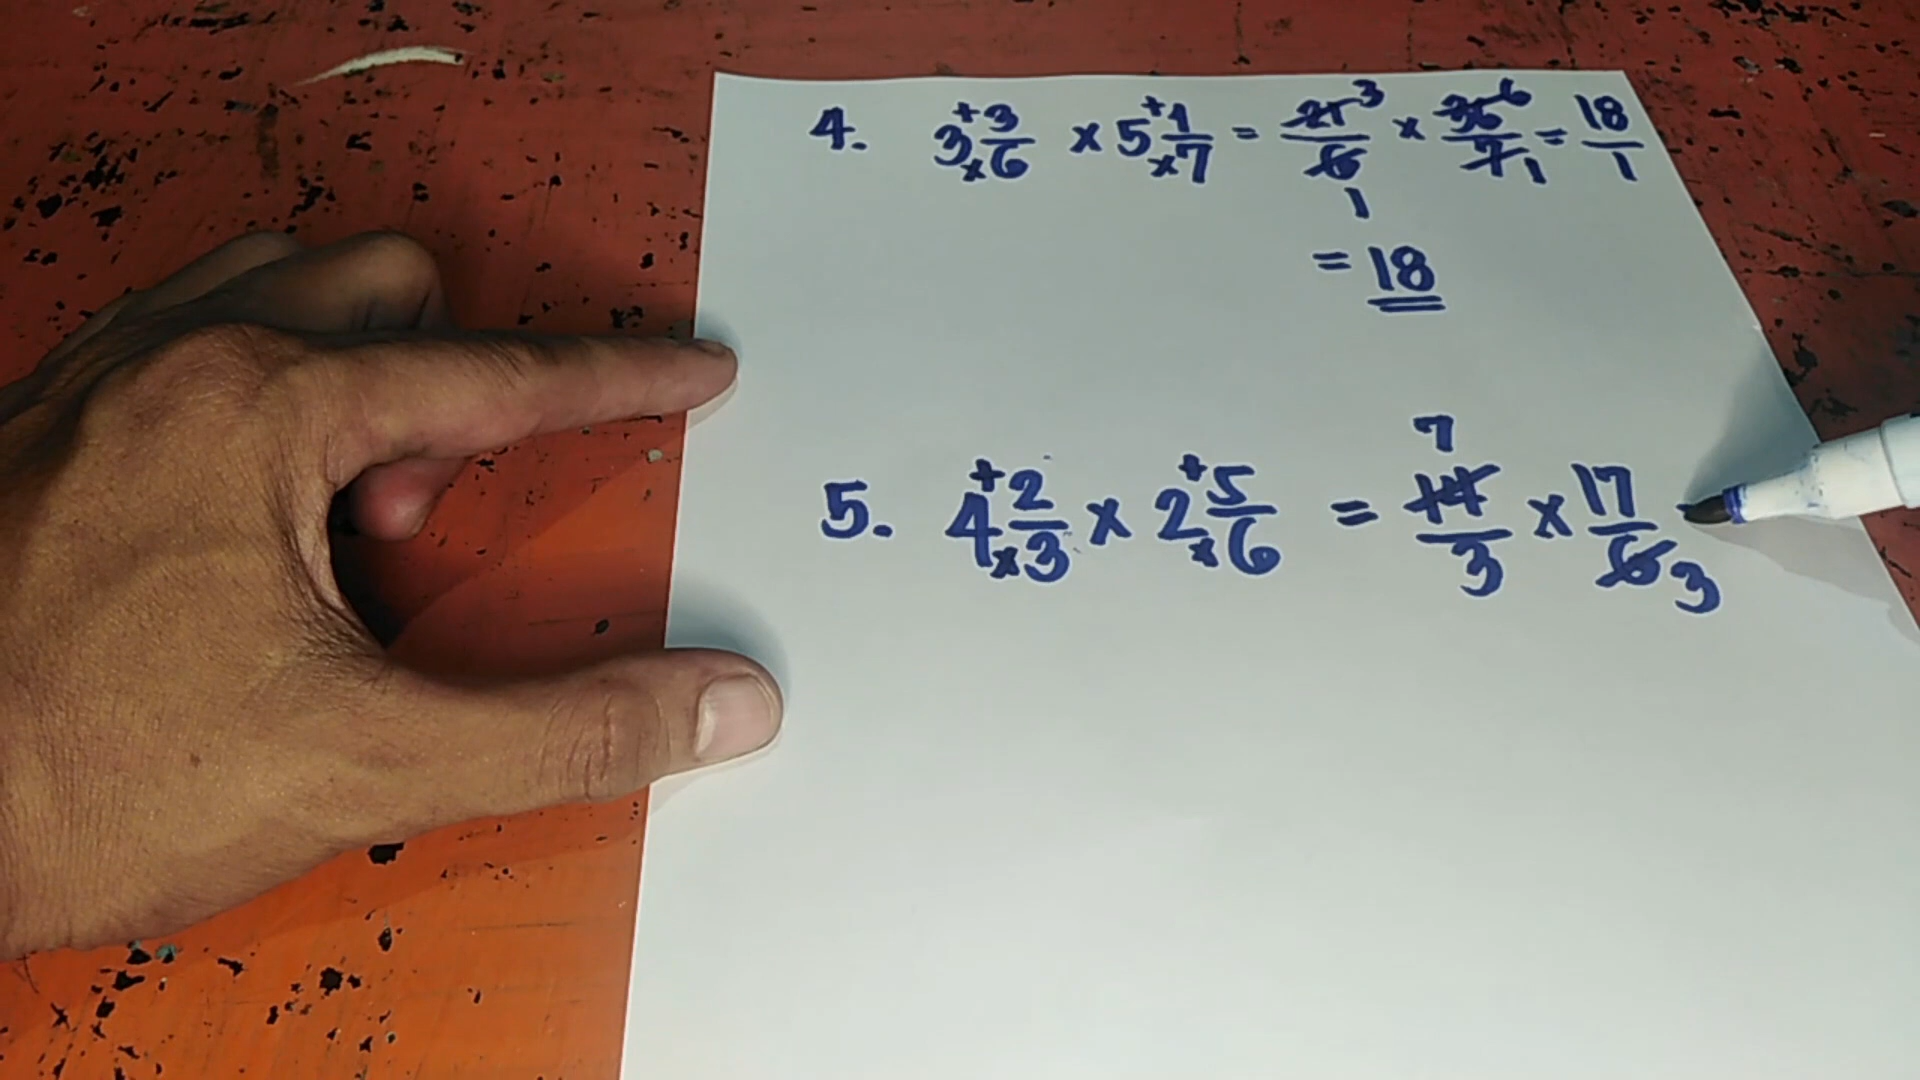 4. 3 3/6 x 5 1/7 = 21/6 x 36/7 = 18/1
+ x + x 3 1 6 1
= 18
5. 4 2/3 x 2 5/6 = 14/3 x 17/6
+ x + x 7 3